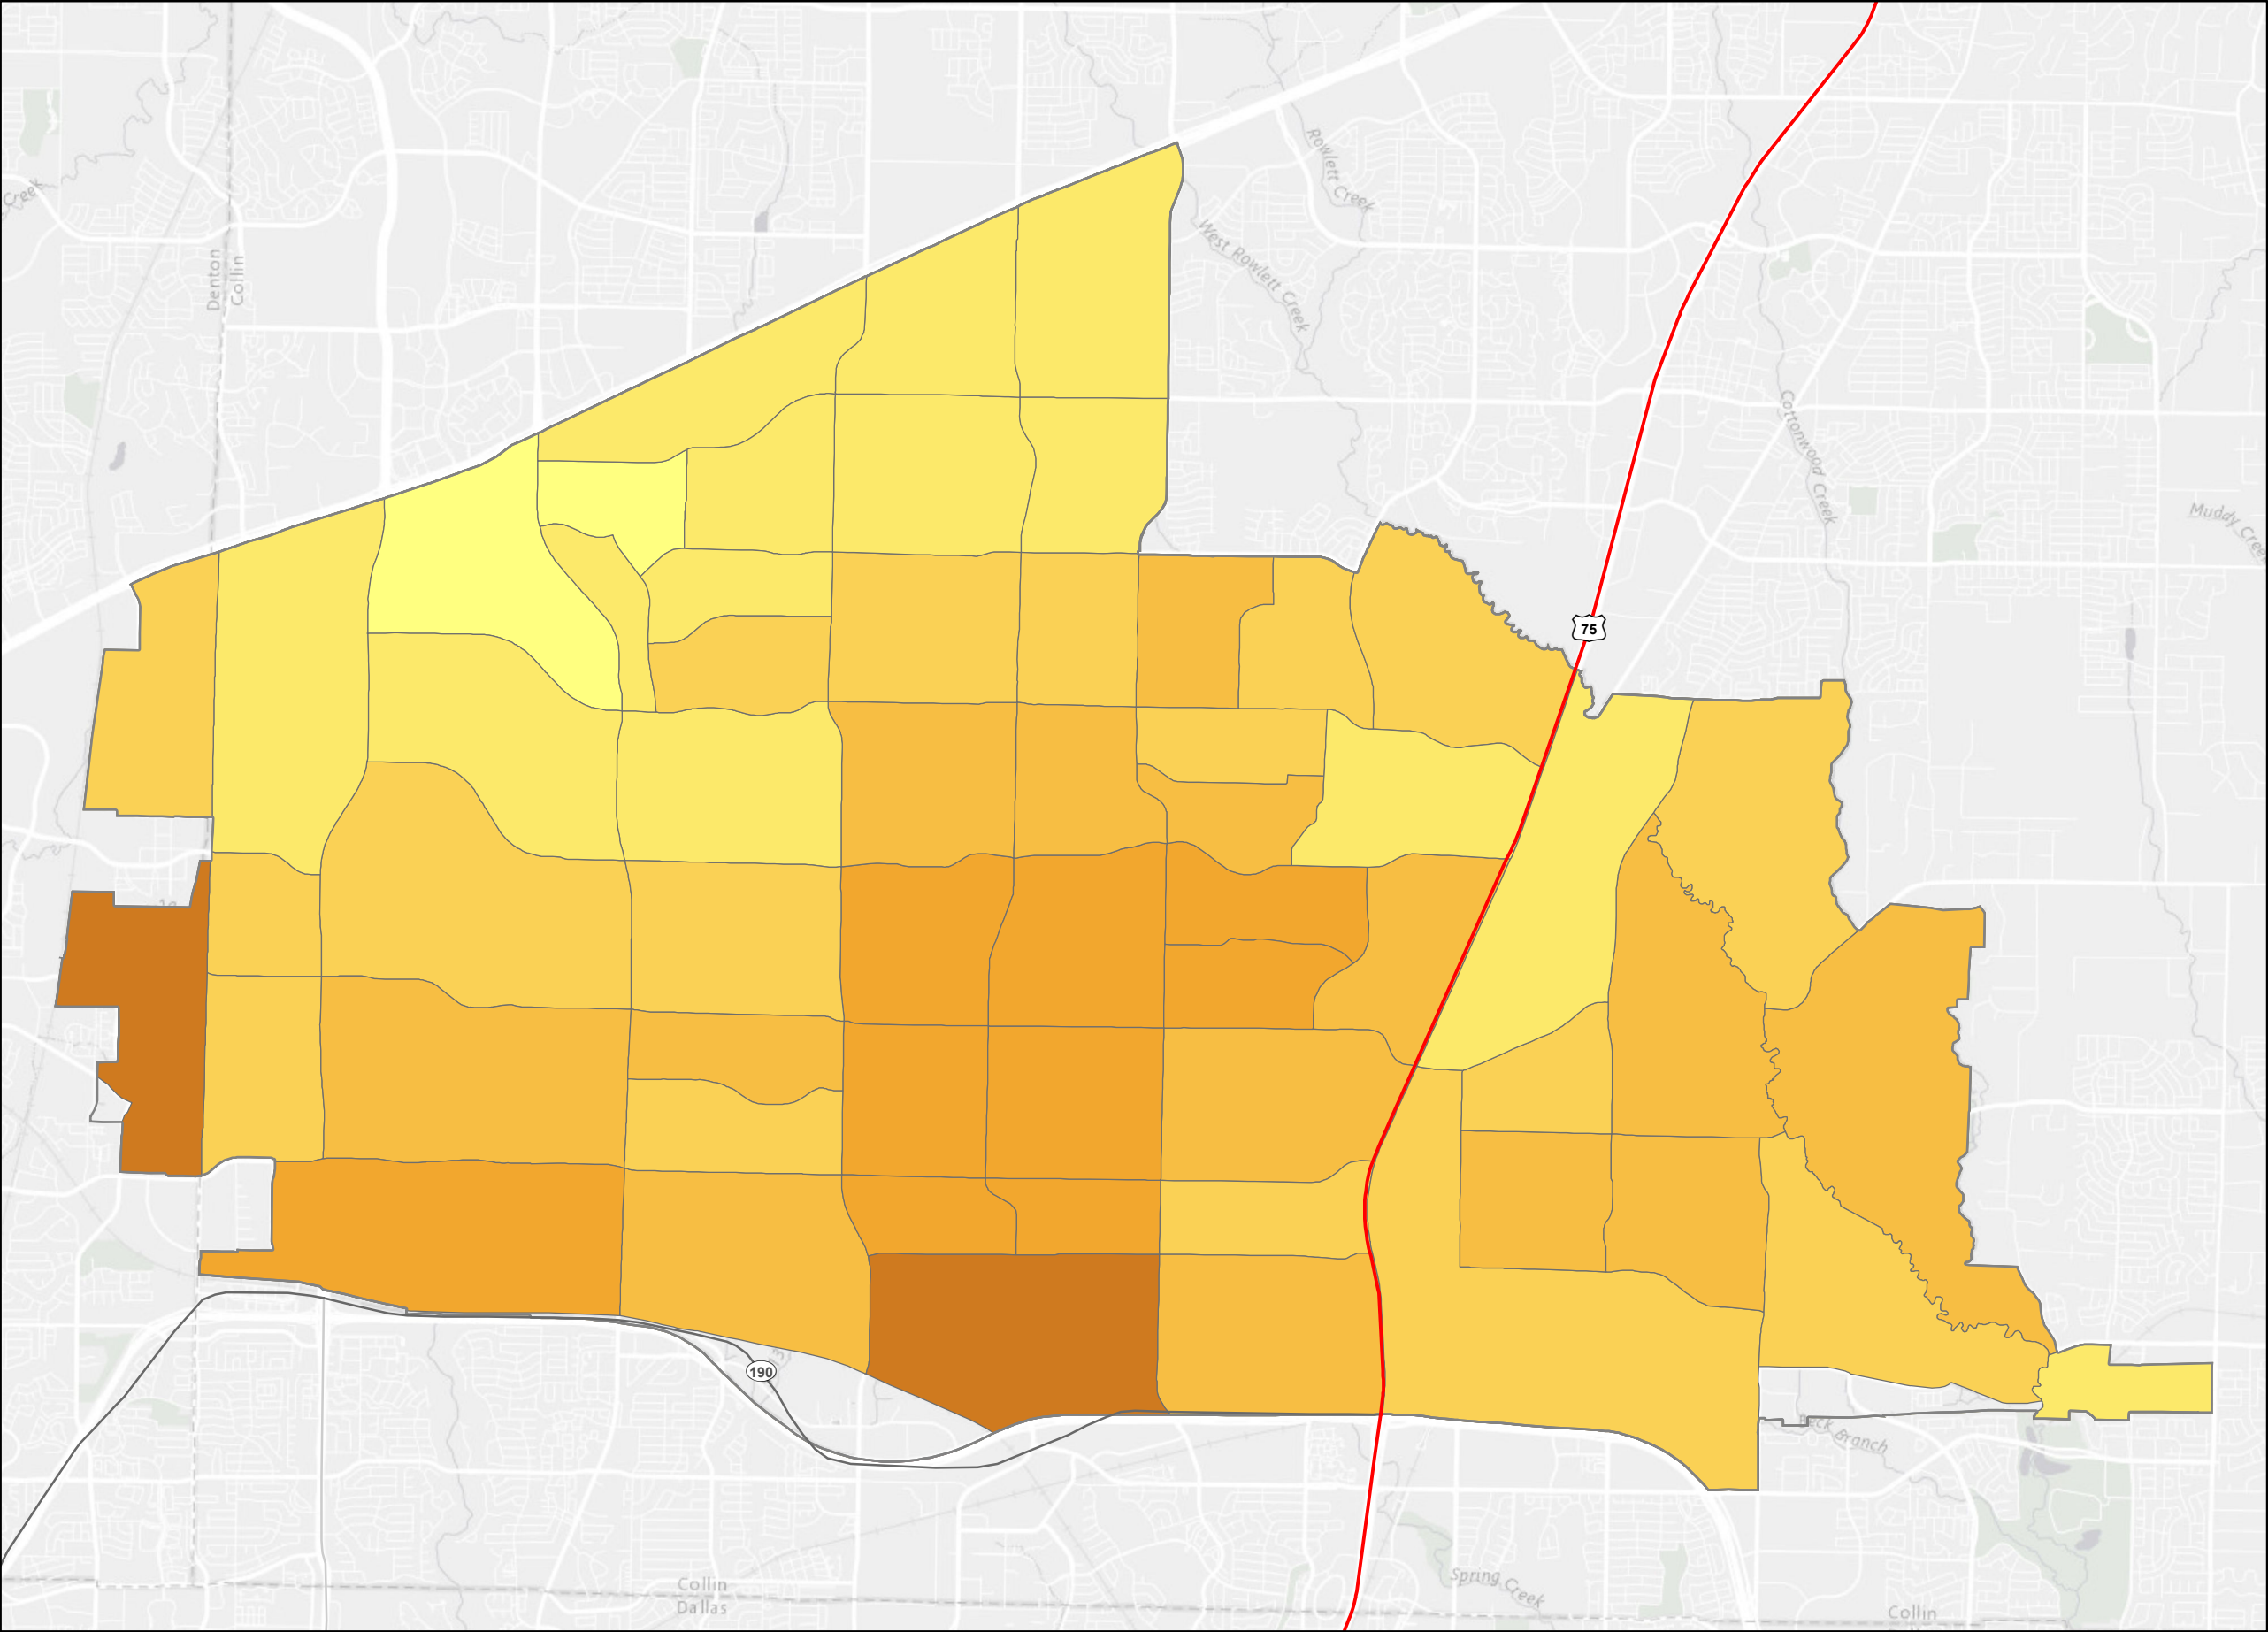 Rowlett
Creek
Creek
West Rowlett Creek
Denton
Collin
Cottonwood Creek
Muddy
75
190
Beck Branch
Spring Creek
Collin
Dallas
Collin